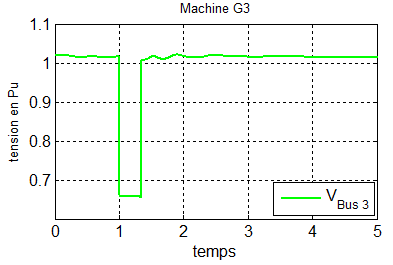 Machine G3
tension en Pu
1.1
1
0.9
0.8
0.7
0 1 2 3 4 5
temps
V Bus 3